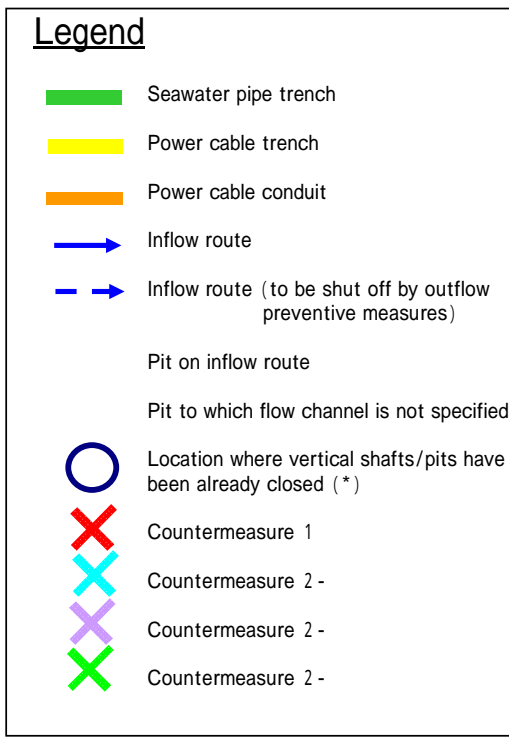 Legend
Seawater pipe trench
Power cable trench
Power cable conduit
Inflow route
Inflow route (to be shut off by outflow
preventive measures)
Pit on inflow route
Pit to which flow channel is not specified
Location where vertical shafts/pits have
been already closed (*)
Countermeasure 1
Countermeasure 2-
Countermeasure 2-
Countermeasure 2-